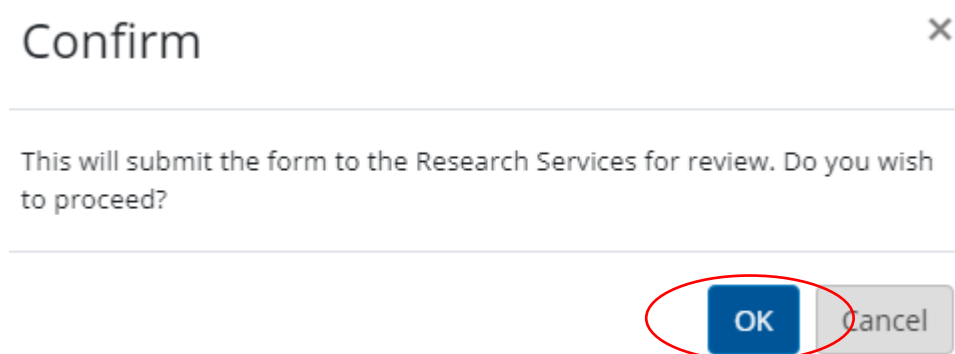 Confirm
×
This will submit the form to the Research Services for review. Do you wish
to proceed?
OK Cancel